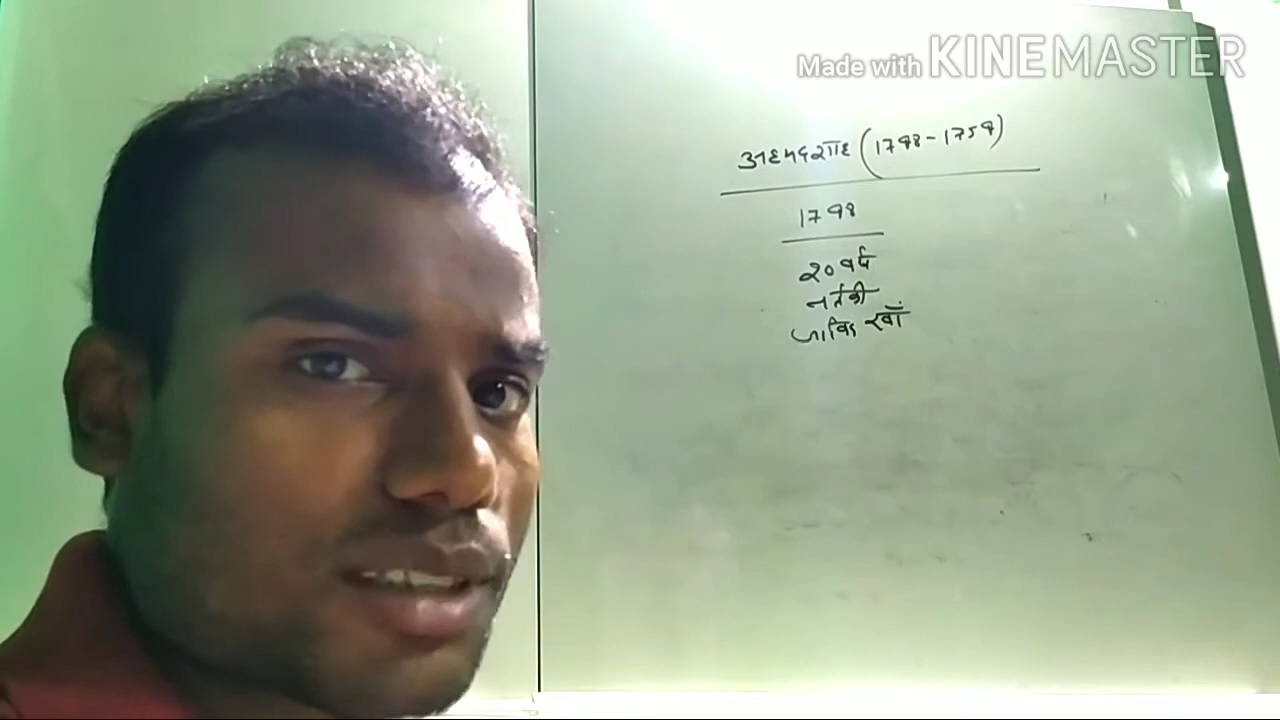 Made with KINEMASTER
अहमदशाह (1748-1754)
1748
20 वर्ष
नर्तकी
जाविद खाँ